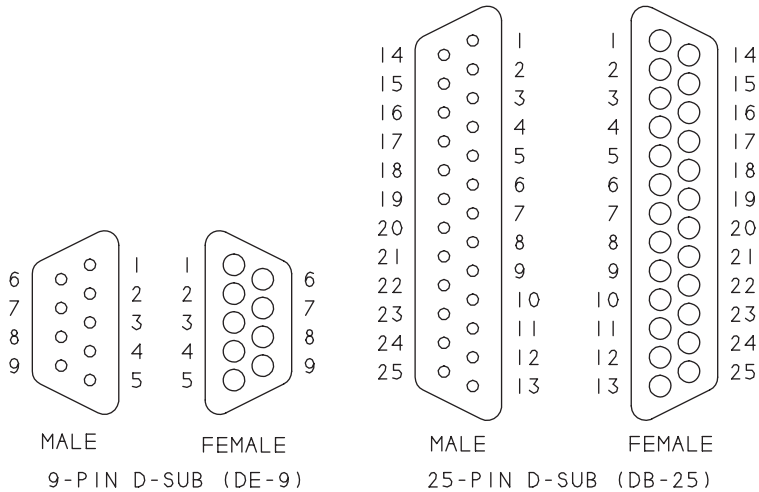 14 1 1 14
15 2 2 15
16 3 3 16
17 4 4 17
18 5 5 18
19 6 6 19
20 7 7 20
21 8 8 21
22 9 9 22
23 10 10 23
24 11 11 24
25 12 12 25
13 13
6 1 1 6
7 2 2 7
8 3 3 8
9 4 4 9
5 5
MALE FEMALE MALE FEMALE
9-PIN D-SUB (DE-9) 25-PIN D-SUB (DB-25)